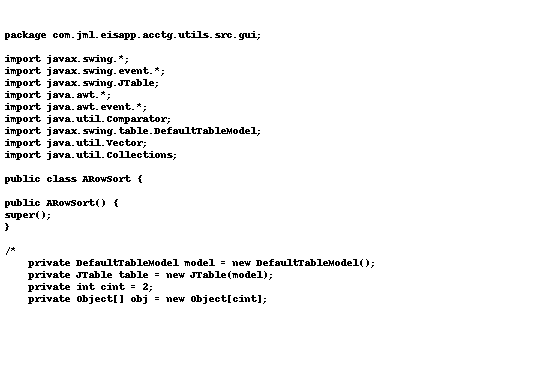 package com.jml.eisapp.acctg.utils.src.gui;
import javax.swing.*;
import javax.swing.event.*;
import javax.swing.JTable;
import java.awt.*;
import java.awt.event.*;
import java.util.Comparator;
import javax.swing.table.DefaultTableModel;
import java.util.Vector;
import java.util.Collections;
public class ARowSort {
public ARowSort() {
super();
}
/*
private DefaultTableModel model = new DefaultTableModel();
private JTable table = new JTable(model);
private int cint = 2;
private Object[] obj = new Object[cint];